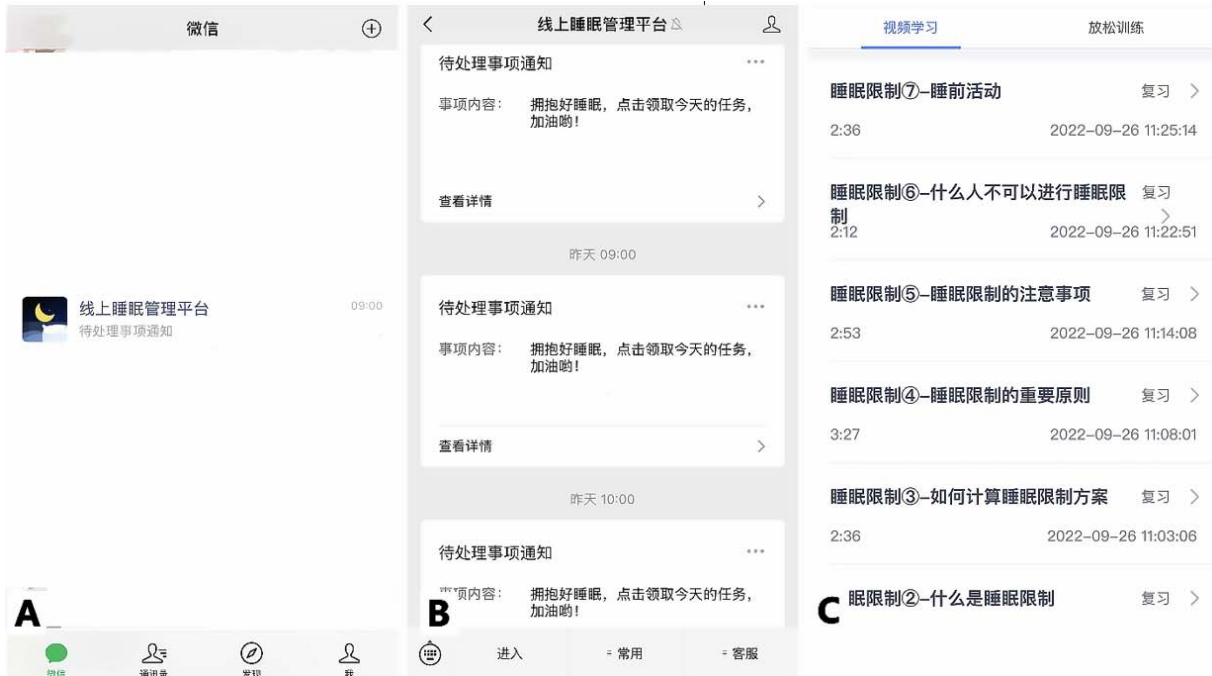 微信
线上睡眠管理平台
09:00
待处理事项通知
A
微信
通讯录
发现
我
线上睡眠管理平台
待处理事项通知
事项内容： 拥抱好睡眠，点击领取今天的任务，
加油哟！
查看详情
昨天 09:00
待处理事项通知
事项内容： 拥抱好睡眠，点击领取今天的任务，
加油哟！
查看详情
昨天 10:00
待处理事项通知
项内容： 拥抱好睡眠，点击领取今天的任务，
加油哟！
B
进入
常用
客服
视频学习
放松训练
睡眠限制⑦-睡前活动 复习
2:36 2022-09-26 11:25:14
睡眠限制⑥-什么人不可以进行睡眠限 复习
制
2:12 2022-09-26 11:22:51
睡眠限制⑤-睡眠限制的注意事项 复习
2:53 2022-09-26 11:14:08
睡眠限制④-睡眠限制的重要原则 复习
3:27 2022-09-26 11:08:01
睡眠限制③-如何计算睡眠限制方案 复习
2:36 2022-09-26 11:03:06
眠限制②-什么是睡眠限制 复习
C